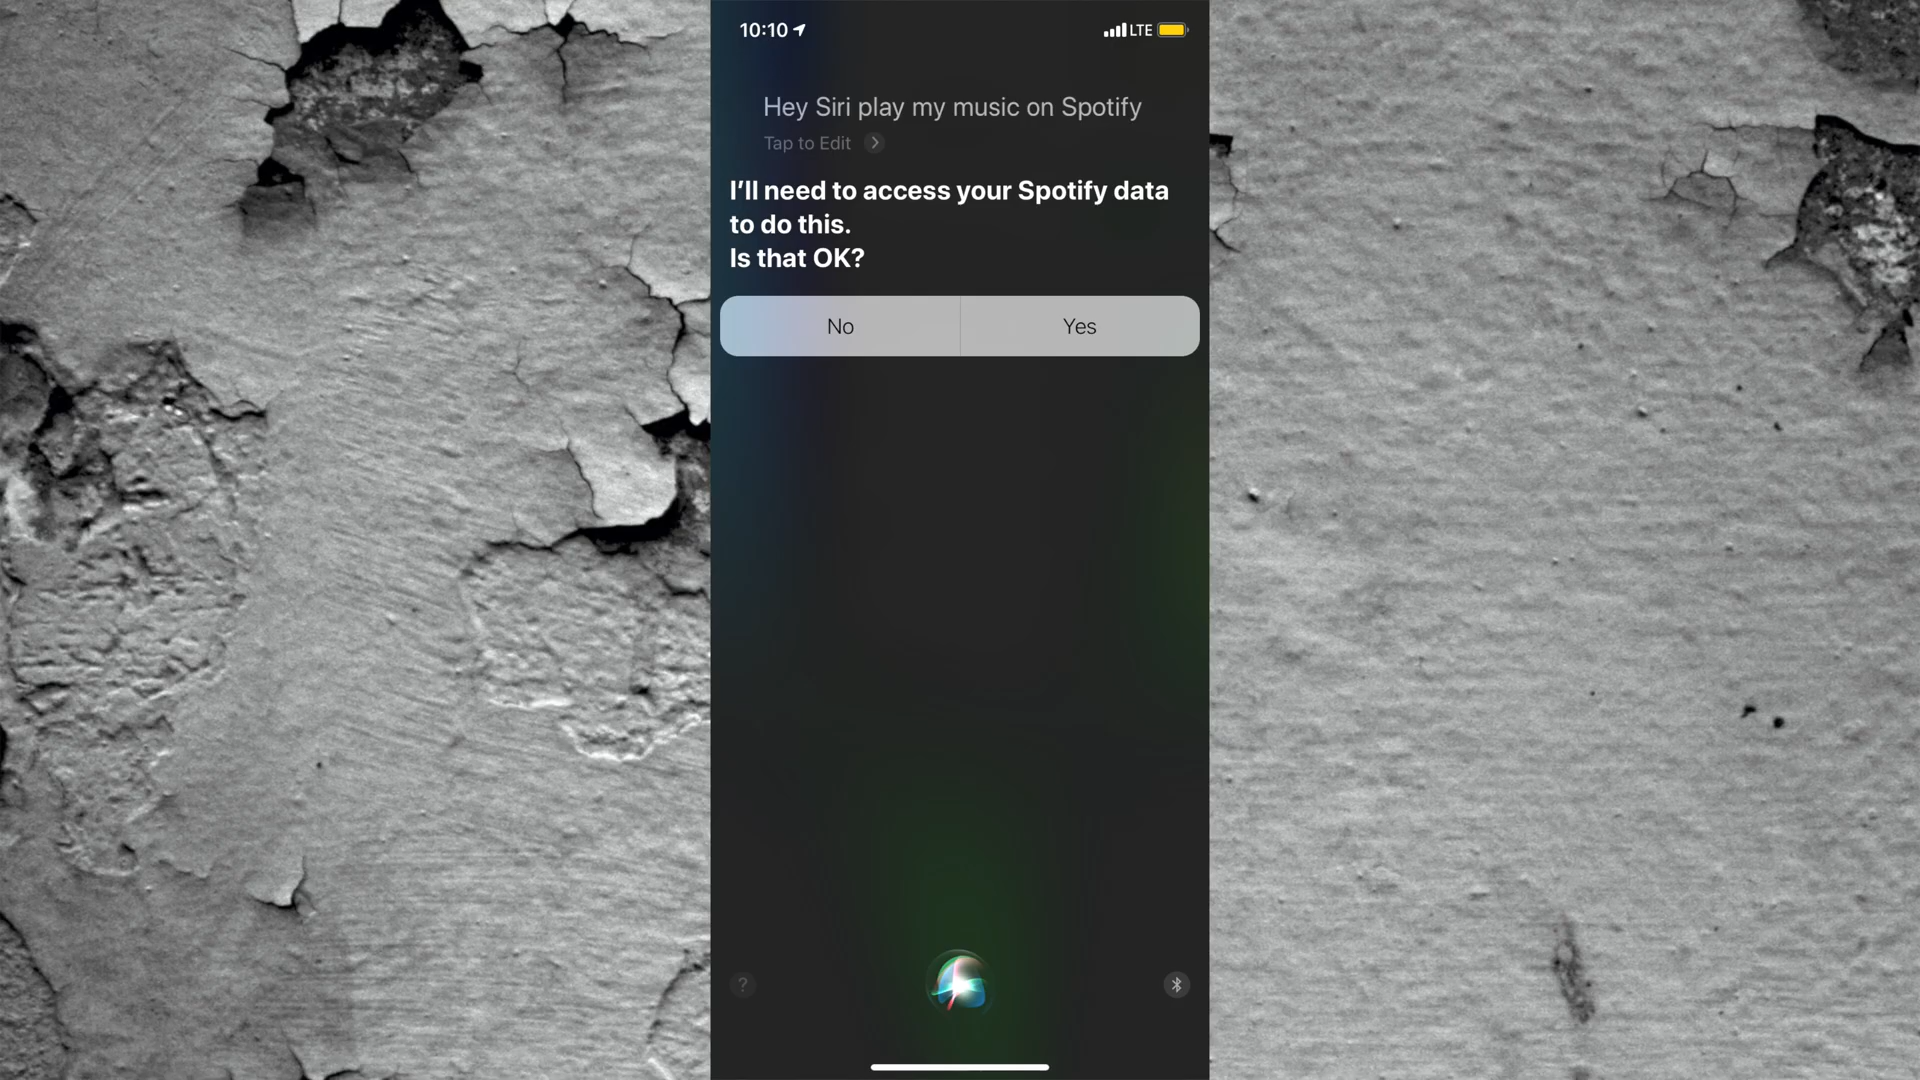 10:10
LTE
Hey Siri play my music on Spotify
Tap to Edit
I’ll need to access your Spotify data
to do this.
Is that OK?
No
Yes
?